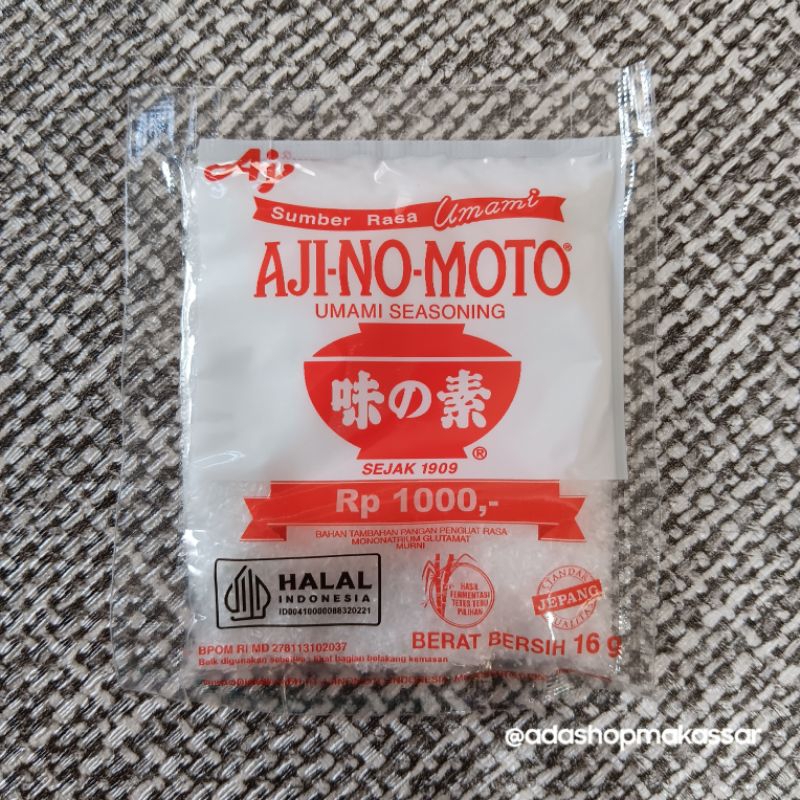 Aji
Sumber Rasa Umami
AJI-NO-MOTO®
UMAMI SEASONING
味の素
®
SEJAK 1909
Rp 1000,-
BAHAN TAMBAHAN PANGAN PENGUAT RASA
MONONATRIUM GLUTAMAT
MURNI
HALAL
INDONESIA
ID00410000088320221
HASIL
FERMENTASI
TETES TEBU
PILIHAN
STANDAR
JEPANG
KUALITAS
BPOM RI MD 278113102037
BERAT BERSIH 16 g
Baik digunakan sebelum : lihat bagian belakang kemasan
@adashopmakassar